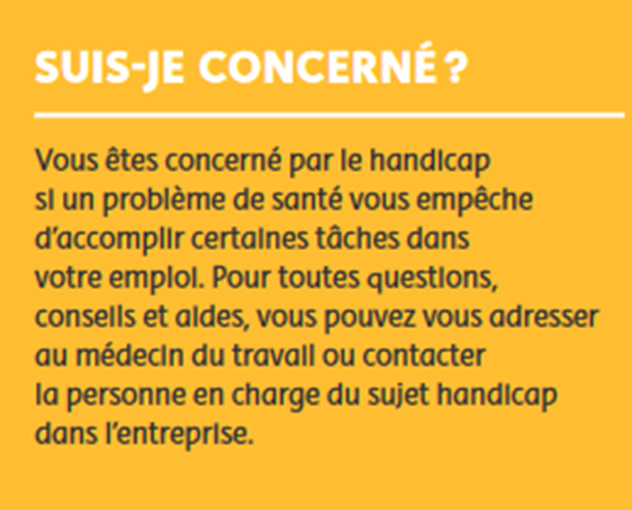 SUIS-JE CONCERNÉ ?
Vous êtes concerné par le handicap
si un problème de santé vous empêche
d'accomplir certaines tâches dans
votre emploi. Pour toutes questions,
conseils et aides, vous pouvez vous adresser
au médecin du travail ou contacter
la personne en charge du sujet handicap
dans l'entreprise.